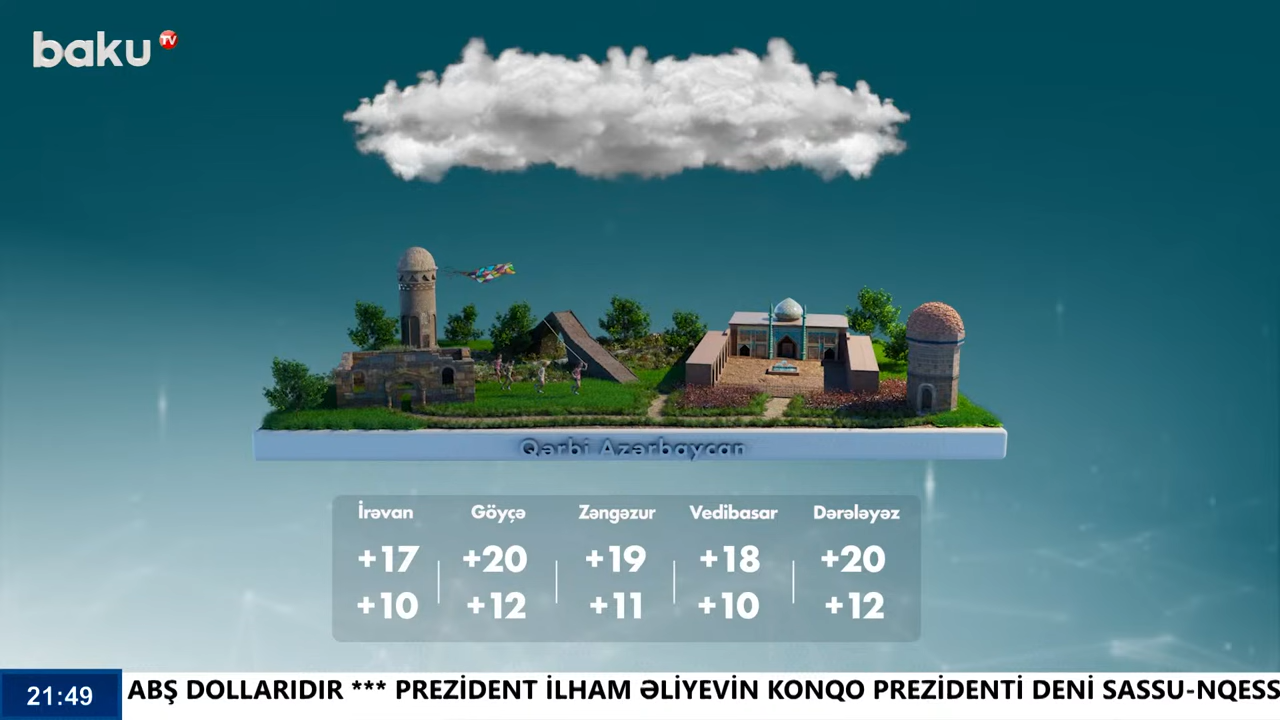 baku TV
Qərbi Azərbaycan
İrəvan Göyçə Zəngəzur Vedibasar Dərələyəz
+17 +20 +19 +18 +20
+10 +12 +11 +10 +12
21:49 ABŞ DOLLARIDIR *** PREZİDENT İLHAM ƏLİYEVİN KONQO PREZİDENTİ DENİ SASSU-NQESS